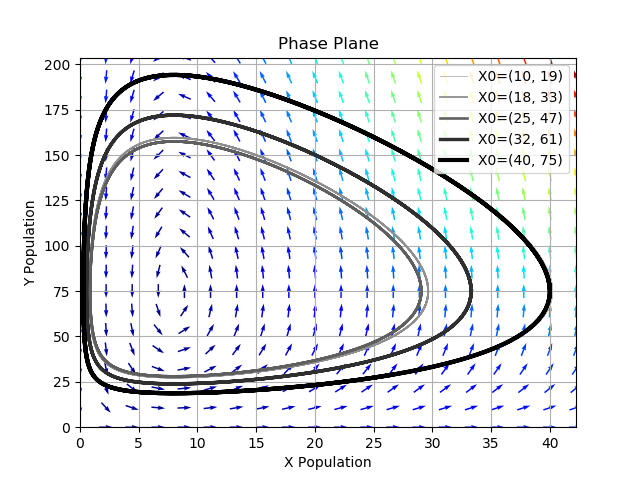 Phase Plane
X0=(10, 19)
X0=(18, 33)
X0=(25, 47)
X0=(32, 61)
X0=(40, 75)
Y Population
200
175
150
125
100
75
50
25
0
0 5 10 15 20 25 30 35 40
X Population